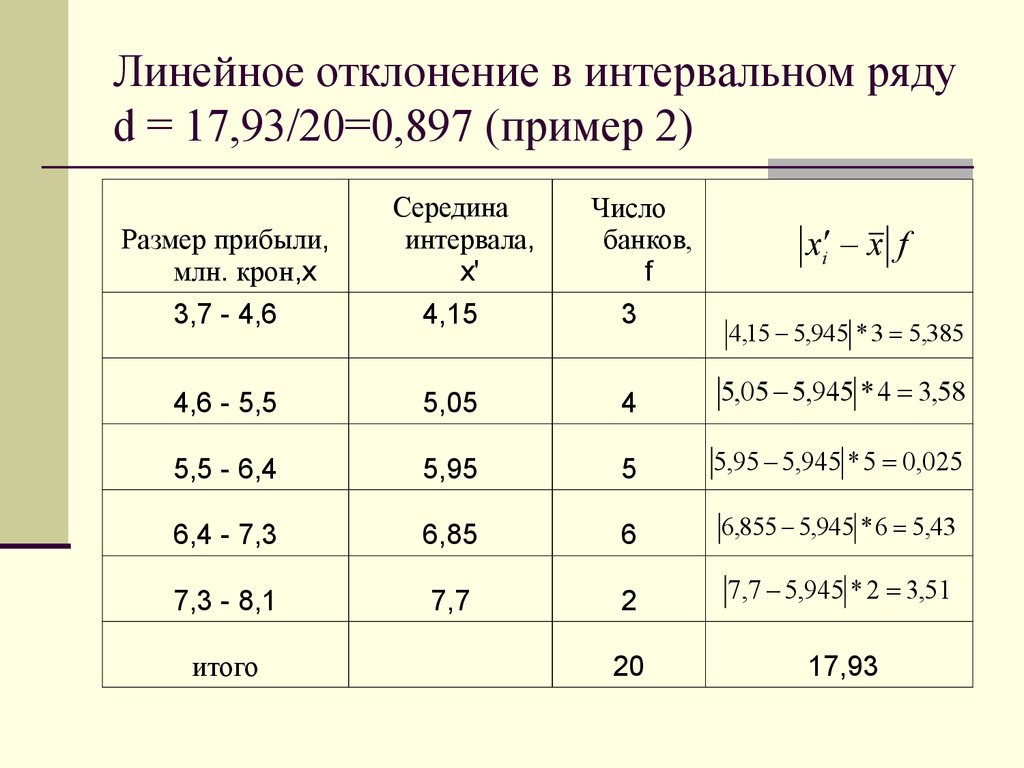 Линейное отклонение в интервальном ряду
d = 17,93/20=0,897 (пример 2)
Размер прибыли,
млн. крон,x
Середина
интервала,
x'
Число
банков,
f
|x′ᵢ – x̅| f
3,7 - 4,6 4,15 3 |4,15 – 5,945| * 3 = 5,385
4,6 - 5,5 5,05 4 |5,05 – 5,945| * 4 = 3,58
5,5 - 6,4 5,95 5 |5,95 – 5,945| * 5 = 0,025
6,4 - 7,3 6,85 6 |6,855 – 5,945| * 6 = 5,43
7,3 - 8,1 7,7 2 |7,7 – 5,945| * 2 = 3,51
итого 20 17,93